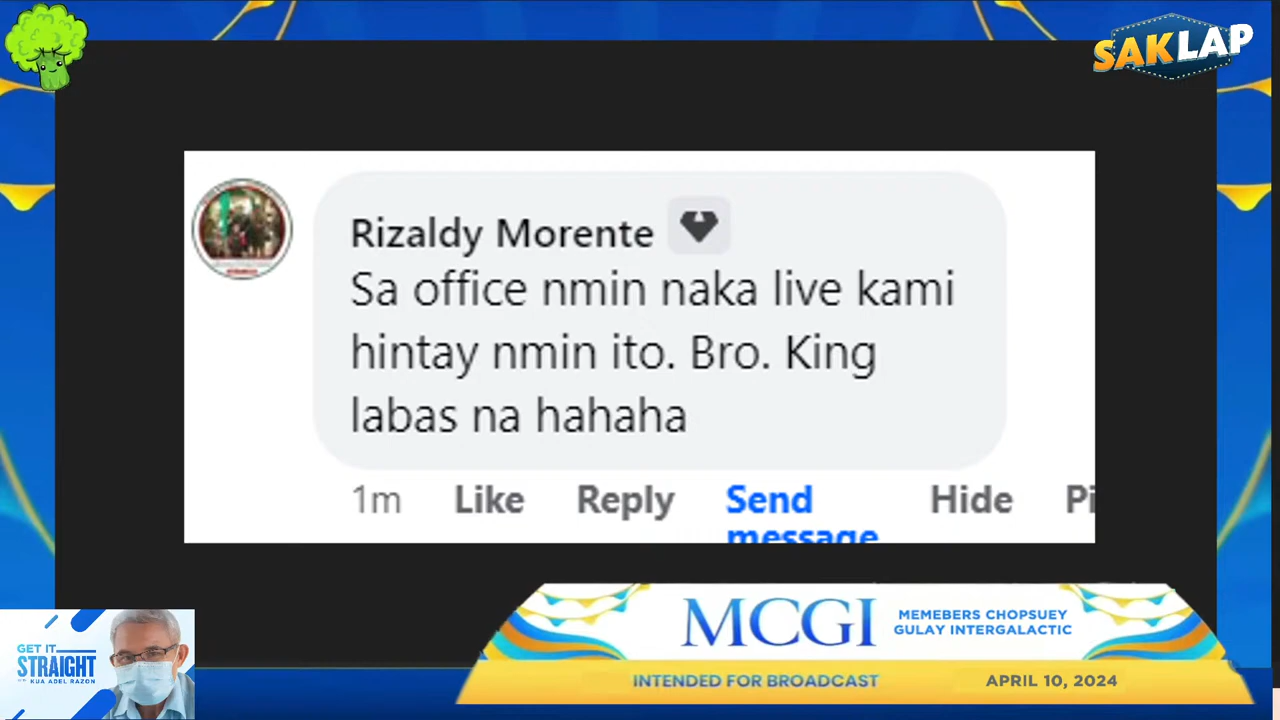 SAKLAP
Rizaldy Morente
Sa office nmin naka live kami
hintay nmin ito. Bro. King
labas na hahaha
1m Like Reply Send message Hide Pi
GET IT
STRAIGHT
KUA ADEL RAZON
MCGI
MEMEBERS CHOPSUEY
GULAY INTERGALACTIC
INTENDED FOR BROADCAST
APRIL 10, 2024